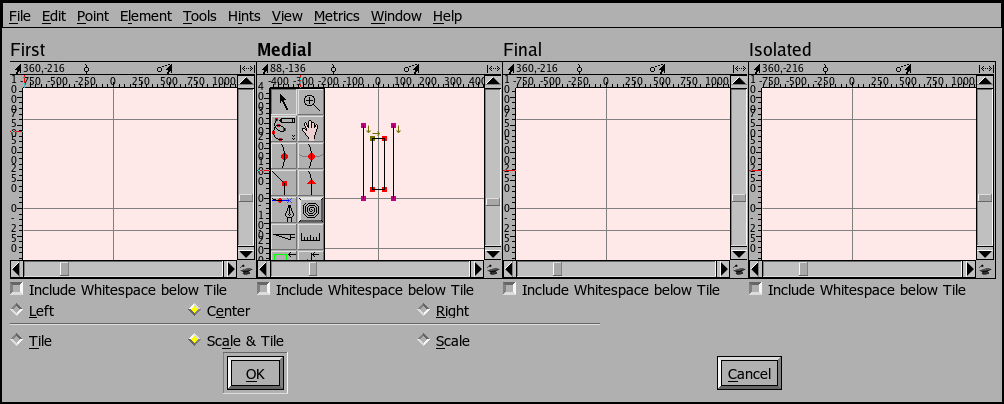 File Edit Point Element Tools Hints View Metrics Window Help
First Medial Final Isolated
360,-216 88,-136 360,-216 360,-216
-750 -500 -250 0 250 500 750 1000 -400 -300 -200 -100 0 100 200 300 400 -750 -500 -250 0 250 500 750 1000 -750 -500 -250 0 250 500 750 1000
Include Whitespace below Tile Include Whitespace below Tile Include Whitespace below Tile Include Whitespace below Tile
Left Center Right
Tile Scale & Tile Scale
OK Cancel